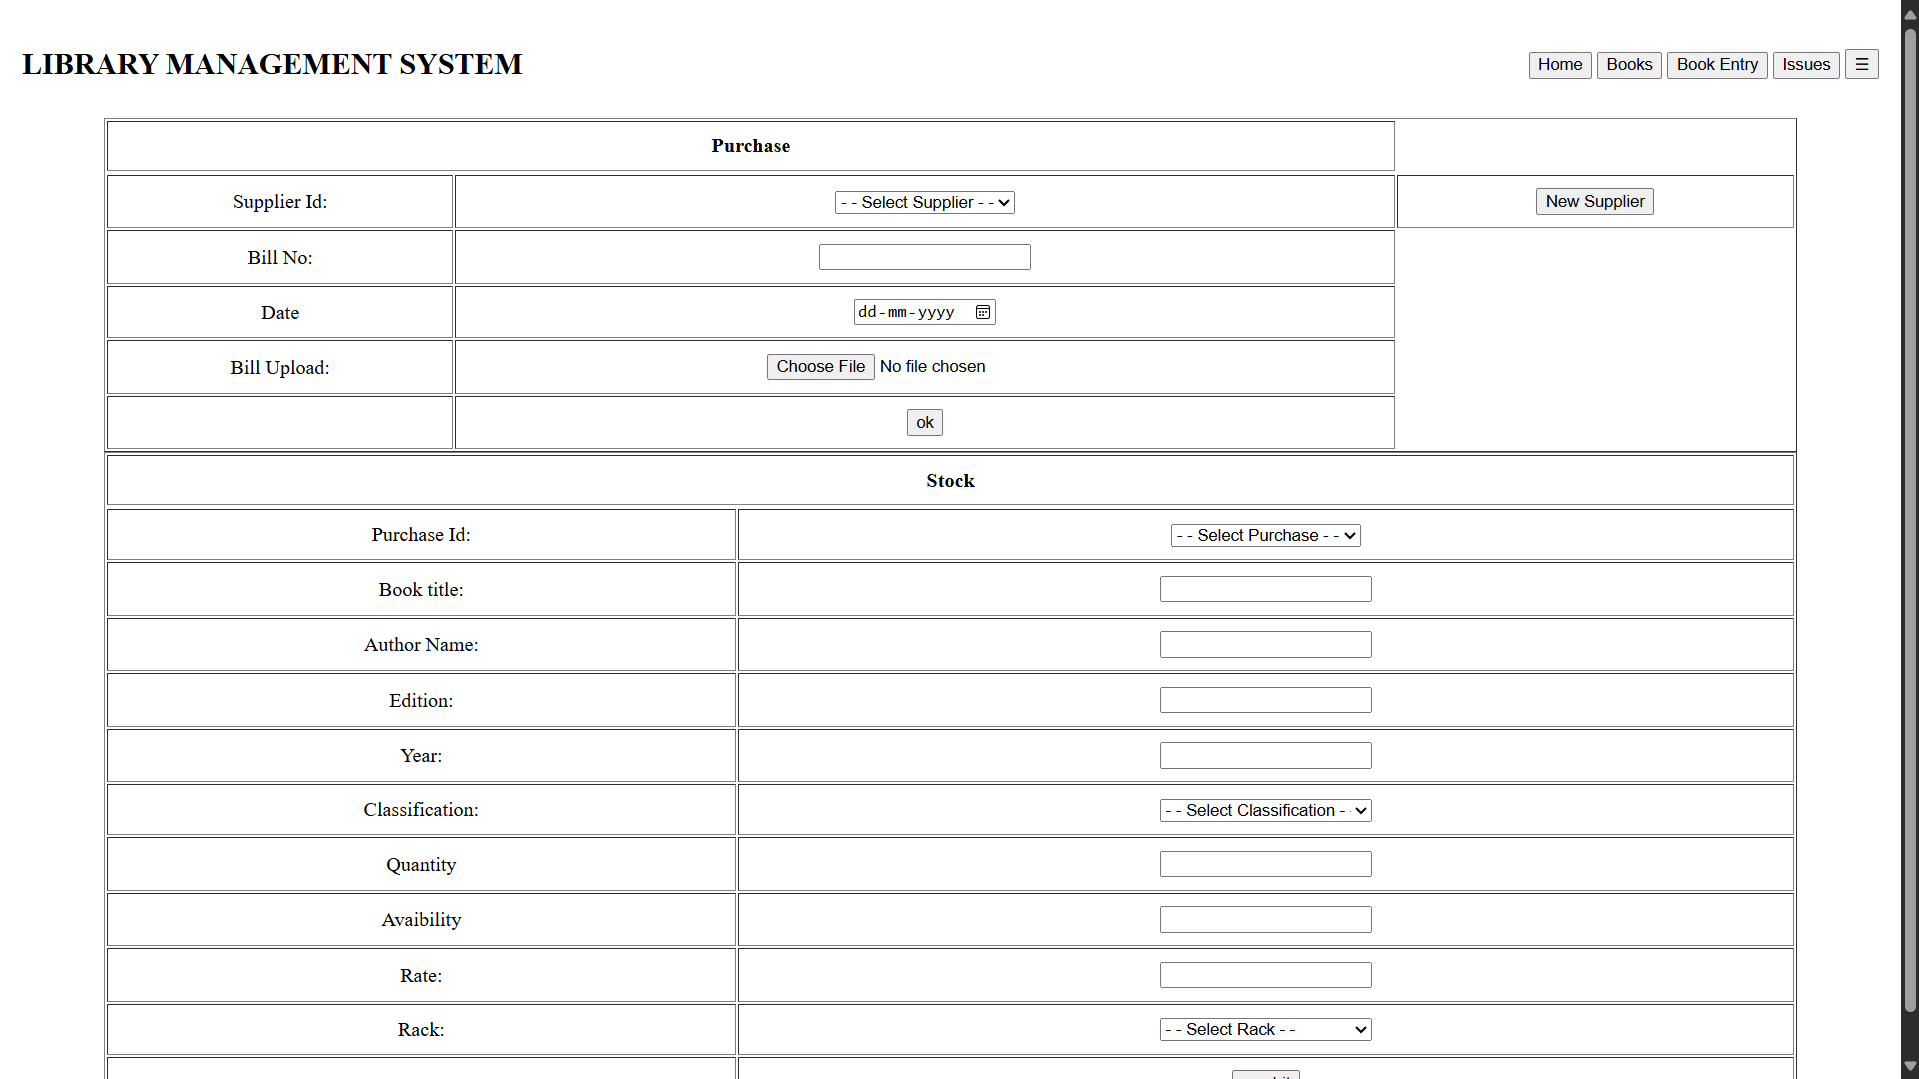 LIBRARY MANAGEMENT SYSTEM
Home Books Book Entry Issues ☰
Purchase
Supplier Id: - - Select Supplier - - New Supplier
Bill No:
Date dd-mm-yyyy
Bill Upload: Choose File No file chosen
ok
Stock
Purchase Id: - - Select Purchase - -
Book title:
Author Name:
Edition:
Year:
Classification: - - Select Classification -
Quantity
Avaibility
Rate:
Rack: - - Select Rack - -